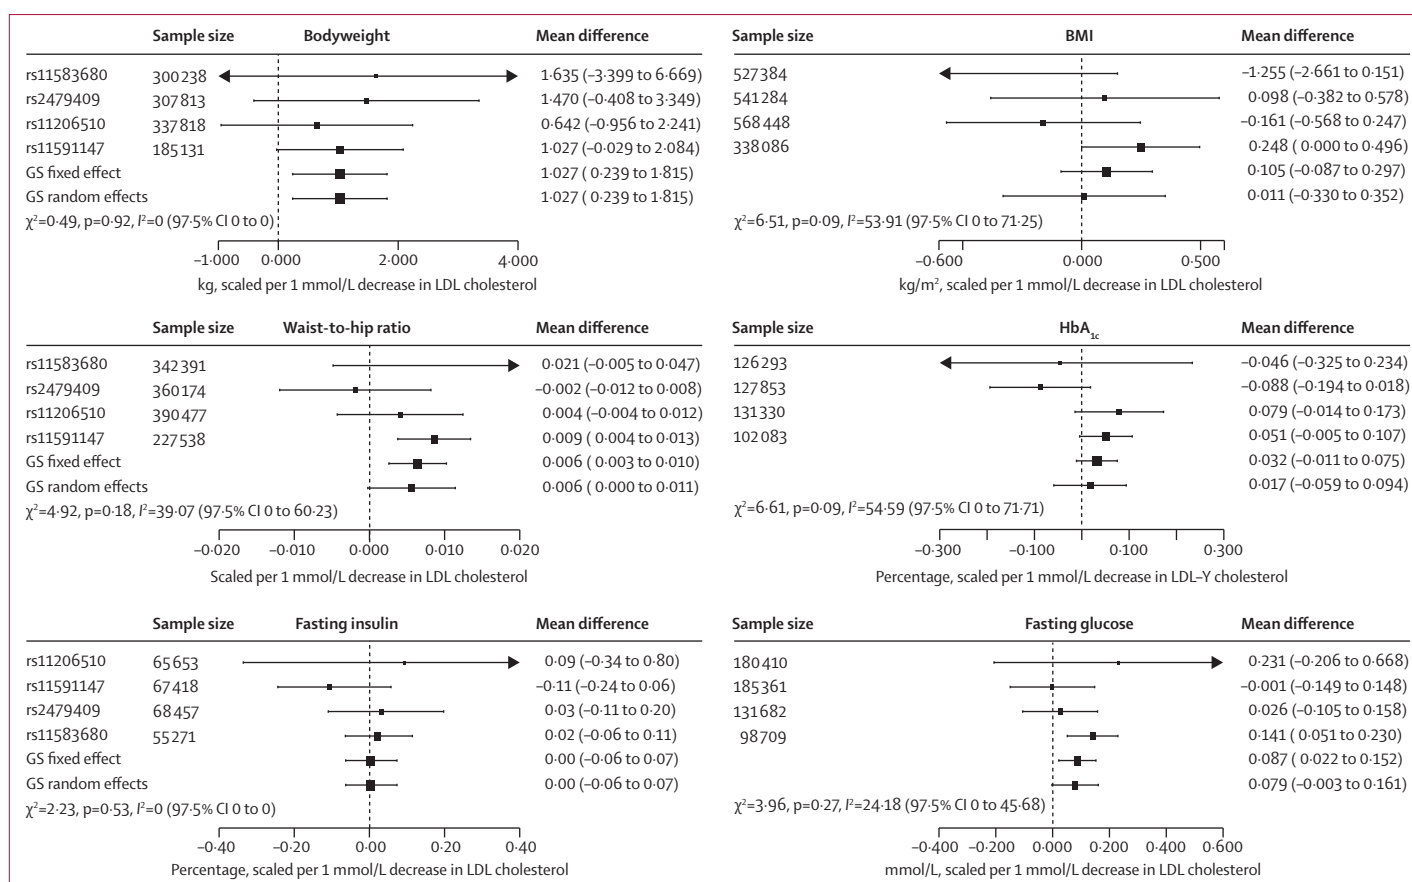 Sample size Bodyweight Mean difference
rs11583680 300238 1·635 (–3·399 to 6·669)
rs2479409 307813 1·470 (–0·408 to 3·349)
rs11206510 337818 0·642 (–0·956 to 2·241)
rs11591147 185131 1·027 (–0·029 to 2·084)
GS fixed effect 1·027 ( 0·239 to 1·815)
GS random effects 1·027 ( 0·239 to 1·815)
χ²=0·49, p=0·92, I²=0 (97·5% CI 0 to 0)
–1·000 0·000 2·000 4·000
kg, scaled per 1 mmol/L decrease in LDL cholesterol
Sample size BMI Mean difference
527384 –1·255 (–2·661 to 0·151)
541284 0·098 (–0·382 to 0·578)
568448 –0·161 (–0·568 to 0·247)
338086 0·248 ( 0·000 to 0·496)
0·105 (–0·087 to 0·297)
0·011 (–0·330 to 0·352)
χ²=6·51, p=0·09, I²=53·91 (97·5% CI 0 to 71·25)
–0·600 0·000 0·500
kg/m², scaled per 1 mmol/L decrease in LDL cholesterol
Sample size Waist-to-hip ratio Mean difference
rs11583680 342391 0·021 (–0·005 to 0·047)
rs2479409 360174 –0·002 (–0·012 to 0·008)
rs11206510 390477 0·004 (–0·004 to 0·012)
rs11591147 227538 0·009 ( 0·004 to 0·013)
GS fixed effect 0·006 ( 0·003 to 0·010)
GS random effects 0·006 ( 0·000 to 0·011)
χ²=4·92, p=0·18, I²=39·07 (97·5% CI 0 to 60·23)
–0·020 –0·010 0·000 0·010 0·020
Scaled per 1 mmol/L decrease in LDL cholesterol
Sample size HbA1c Mean difference
126293 –0·046 (–0·325 to 0·234)
127853 –0·088 (–0·194 to 0·018)
131330 0·079 (–0·014 to 0·173)
102083 0·051 (–0·005 to 0·107)
0·032 (–0·011 to 0·075)
0·017 (–0·059 to 0·094)
χ²=6·61, p=0·09, I²=54·59 (97·5% CI 0 to 71·71)
–0·300 –0·100 0·100 0·300
Percentage, scaled per 1 mmol/L decrease in LDL–Y cholesterol
Sample size Fasting insulin Mean difference
rs11206510 65653 0·09 (–0·34 to 0·80)
rs11591147 67418 –0·11 (–0·24 to 0·06)
rs2479409 68457 0·03 (–0·11 to 0·20)
rs11583680 55271 0·02 (–0·06 to 0·11)
GS fixed effect 0·00 (–0·06 to 0·07)
GS random effects 0·00 (–0·06 to 0·07)
χ²=2·23, p=0·53, I²=0 (97·5% CI 0 to 0)
–0·40 –0·20 0·00 0·20 0·40
Percentage, scaled per 1 mmol/L decrease in LDL cholesterol
Sample size Fasting glucose Mean difference
180410 0·231 (–0·206 to 0·668)
185361 –0·001 (–0·149 to 0·148)
131682 0·026 (–0·105 to 0·158)
98709 0·141 ( 0·051 to 0·230)
0·087 ( 0·022 to 0·152)
0·079 (–0·003 to 0·161)
χ²=3·96, p=0·27, I²=24·18 (97·5% CI 0 to 45·68)
–0·400 –0·200 0·000 0·200 0·400 0·600
mmol/L, scaled per 1 mmol/L decrease in LDL cholesterol